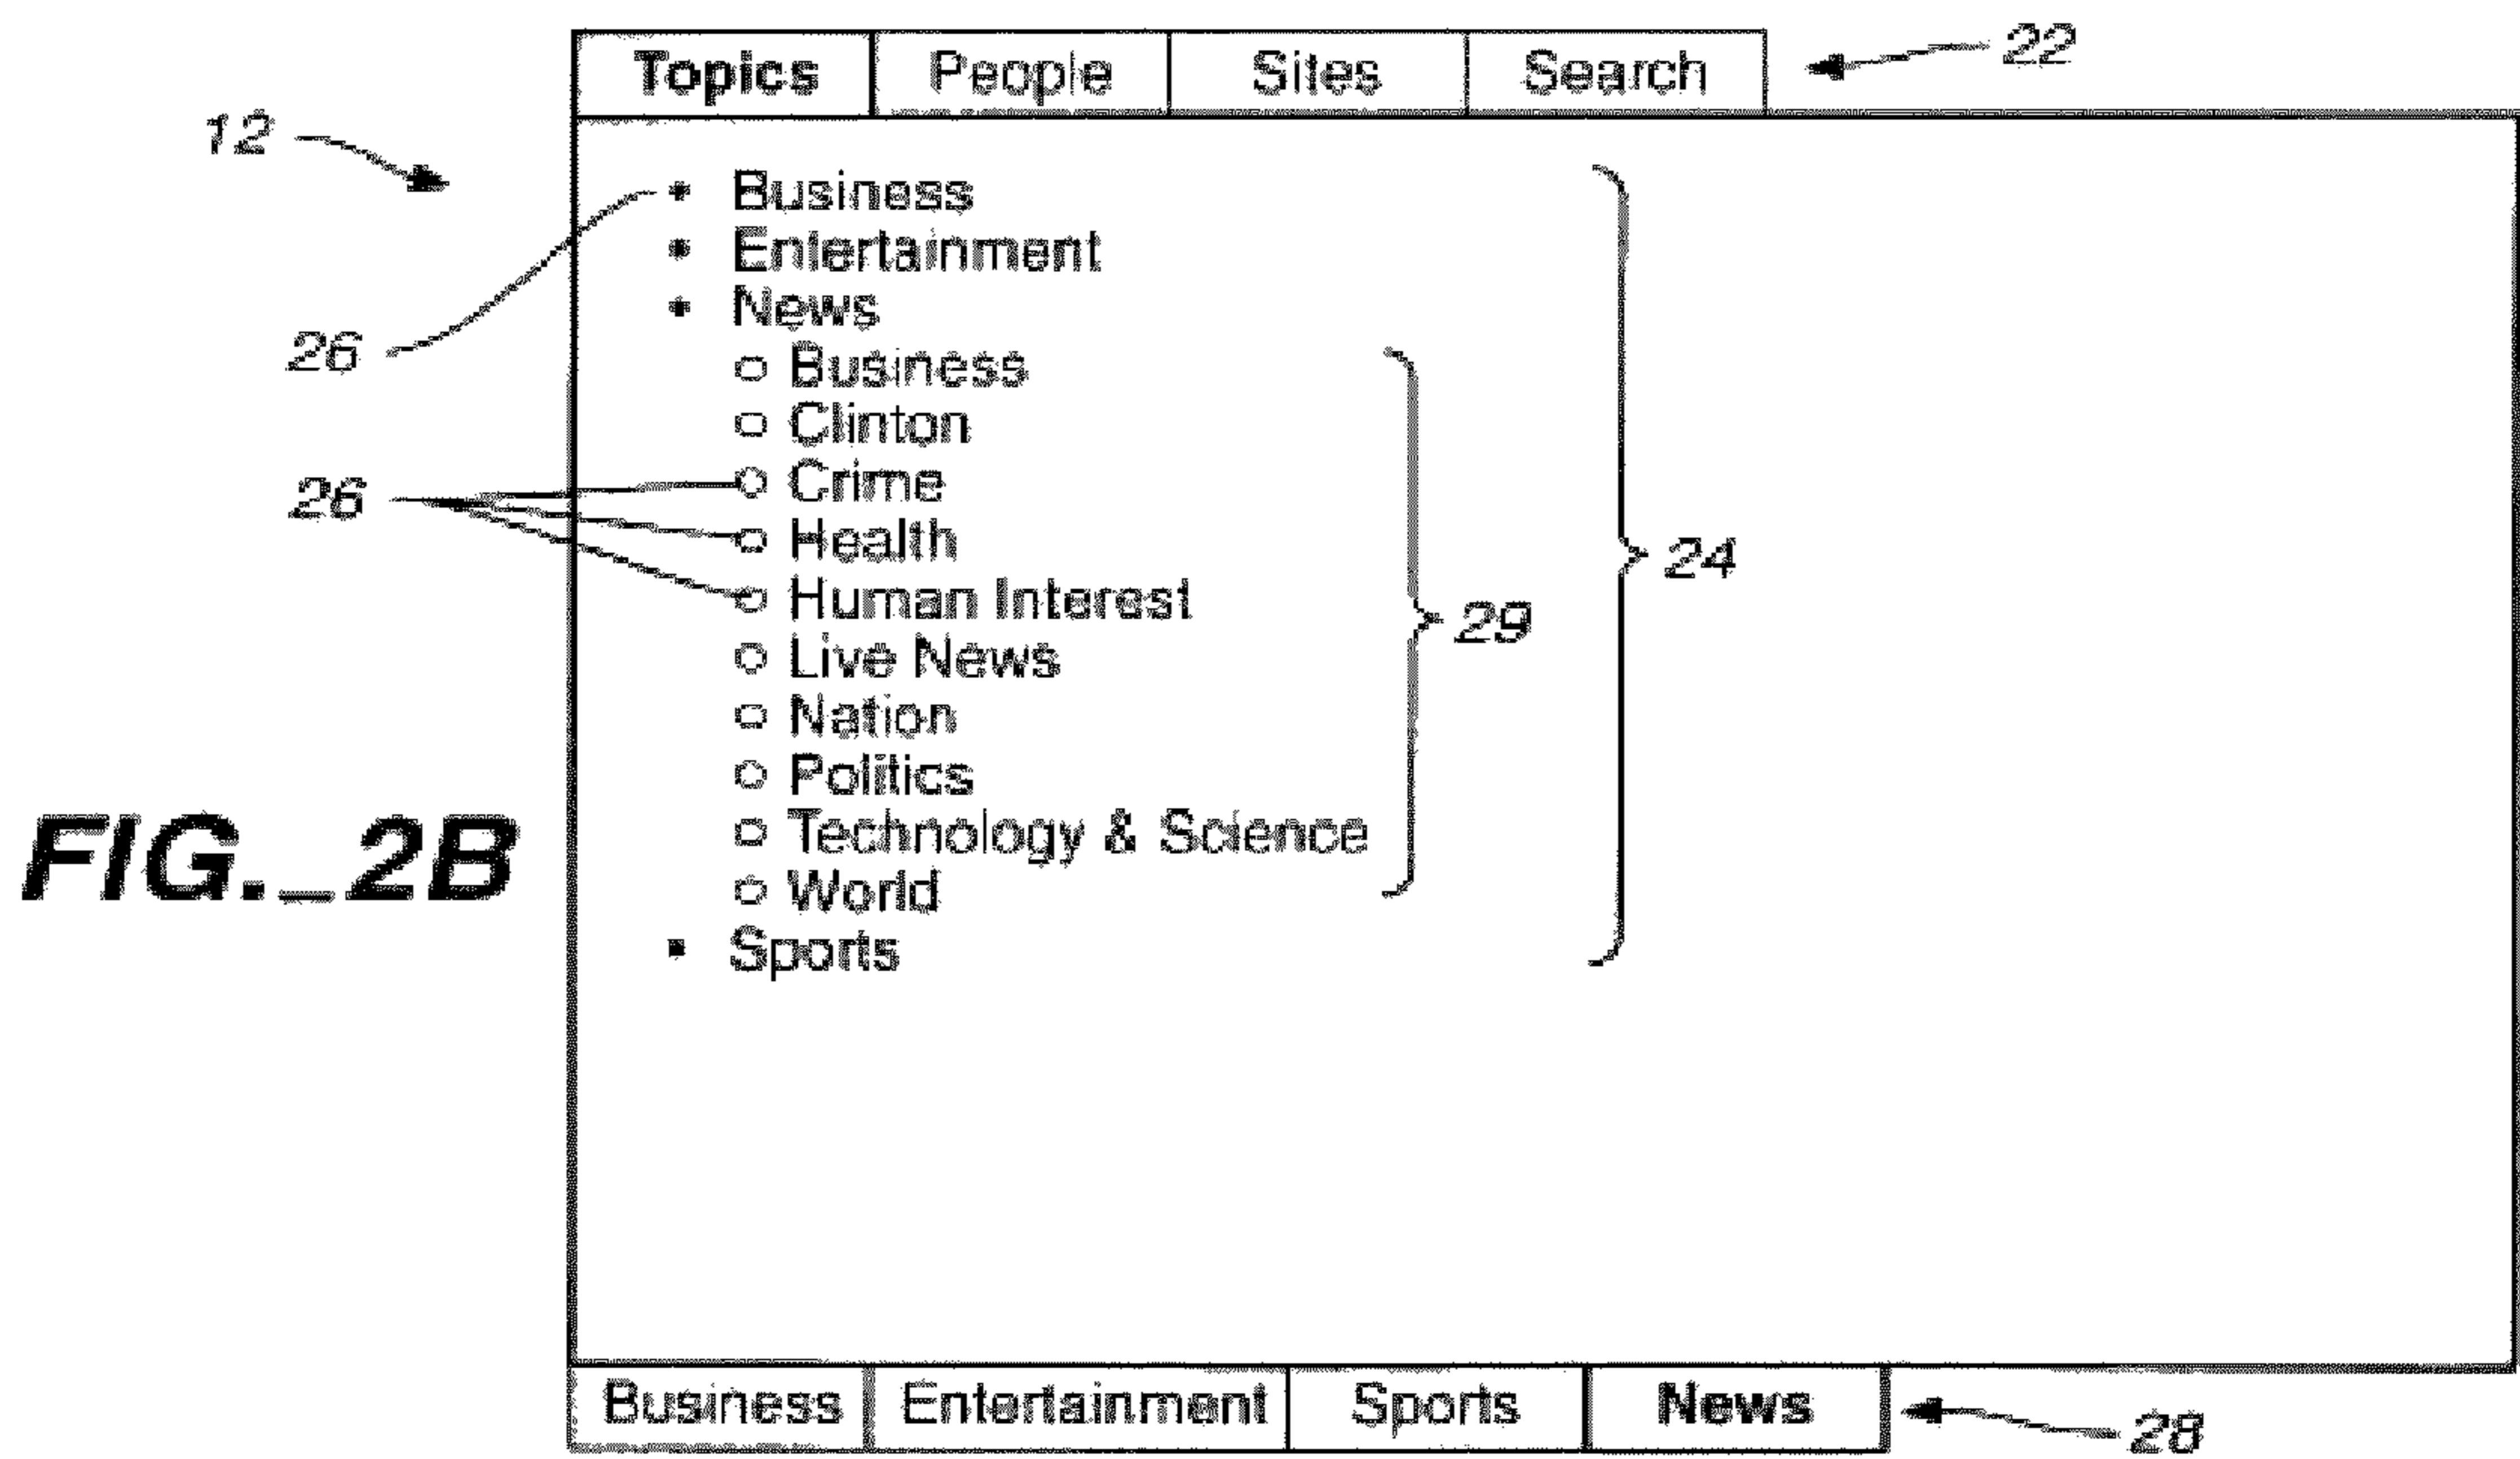 Topics People Sites Search 22
12
• Business
• Entertainment
• News
26
○ Business
○ Clinton
○ Crime
26
○ Health
○ Human Interest
○ Live News
○ Nation
○ Politics
○ Technology & Science
○ World
• Sports
29
24
FIG._2B
Business Entertainment Sports News 28